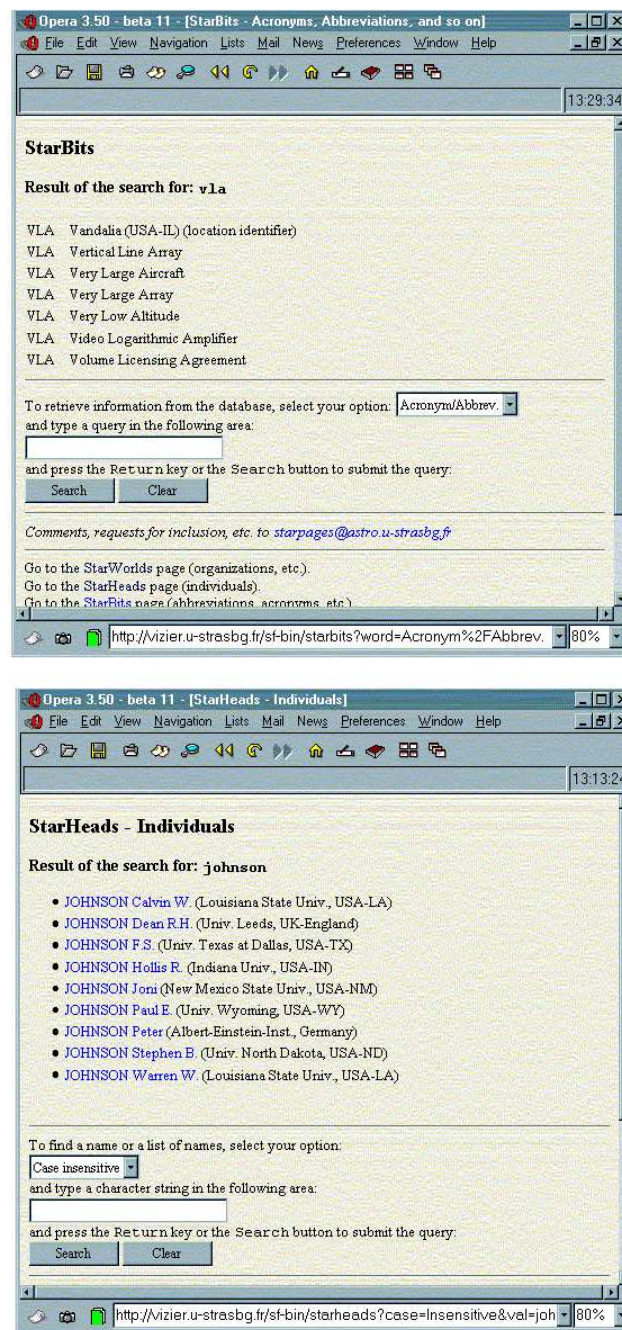 Opera 3.50 - beta 11 - [StarBits - Acronyms, Abbreviations, and so on]
File Edit View Navigation Lists Mail News Preferences Window Help
13:29:34
StarBits
Result of the search for: vla
VLA Vandalia (USA-IL) (location identifier)
VLA Vertical Line Array
VLA Very Large Aircraft
VLA Very Large Array
VLA Very Low Altitude
VLA Video Logarithmic Amplifier
VLA Volume Licensing Agreement
To retrieve information from the database, select your option: Acronym/Abbrev.
and type a query in the following area:
and press the Return key or the Search button to submit the query:
Search Clear
Comments, requests for inclusion, etc. to starpages@astro.u-strasbg.fr
Go to the StarWorlds page (organizations, etc.).
Go to the StarHeads page (individuals).
Go to the StarBits page (abbreviations, acronyms, etc.)
http://vizier.u-strasbg.fr/sf-bin/starbits?word=Acronym%2FAbbrev. 80%
Opera 3.50 - beta 11 - [StarHeads - Individuals]
File Edit View Navigation Lists Mail News Preferences Window Help
13:13:24
StarHeads - Individuals
Result of the search for: johnson
JOHNSON Calvin W. (Louisiana State Univ., USA-LA)
JOHNSON Dean R.H. (Univ. Leeds, UK-England)
JOHNSON F.S. (Univ. Texas at Dallas, USA-TX)
JOHNSON Hollis R. (Indiana Univ., USA-IN)
JOHNSON Joni (New Mexico State Univ., USA-NM)
JOHNSON Paul E. (Univ. Wyoming, USA-WY)
JOHNSON Peter (Albert-Einstein-Inst., Germany)
JOHNSON Stephen B. (Univ. North Dakota, USA-ND)
JOHNSON Warren W. (Louisiana State Univ., USA-LA)
To find a name or a list of names, select your option:
Case insensitive
and type a character string in the following area:
and press the Return key or the Search button to submit the query:
Search Clear
http://vizier.u-strasbg.fr/sf-bin/starheads?case=Insensitive&val=joh 80%